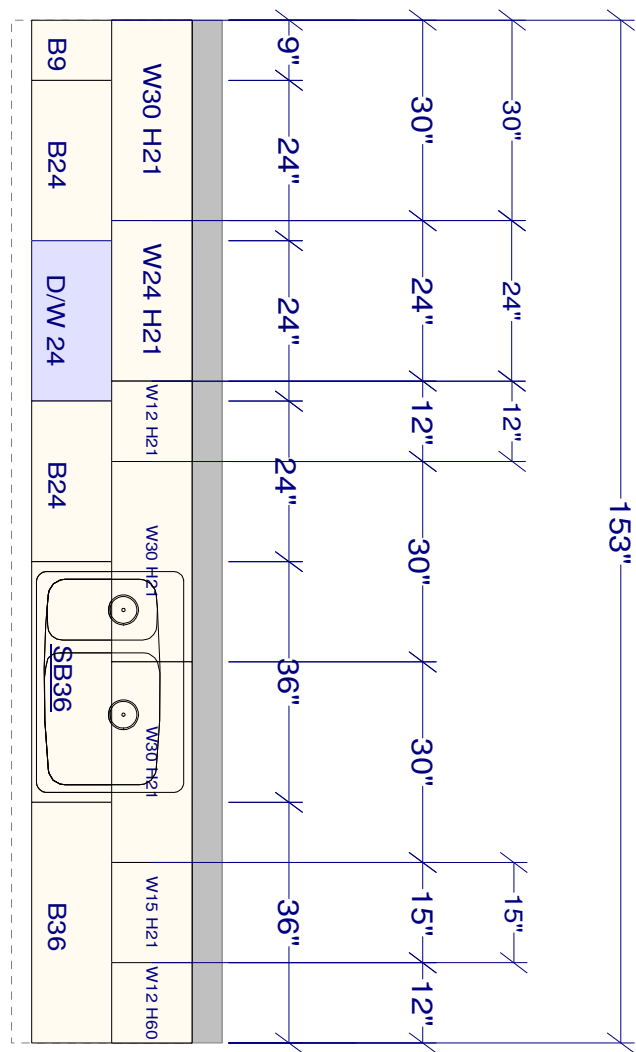 B9
B24
D/W 24
B24
SB36
B36
W30 H21
W24 H21
W12 H21
W30 H21
W30 H21
W15 H21
W12 H60
9"
24"
24"
24"
36"
36"
30"
24"
12"
30"
30"
15"
12"
30"
24"
12"
15"
153"